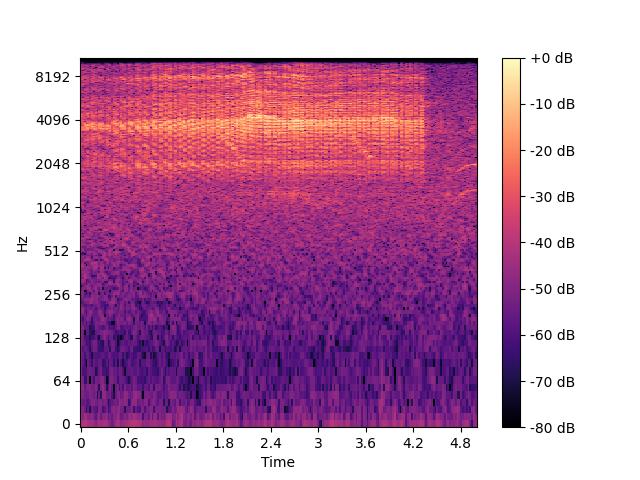 +0 dB
8192
-10 dB
4096
-20 dB
2048
-30 dB
1024
-40 dB
Hz
512
-50 dB
256
-60 dB
128
64
-70 dB
0
-80 dB
0 0.6 1.2 1.8 2.4 3 3.6 4.2 4.8
Time